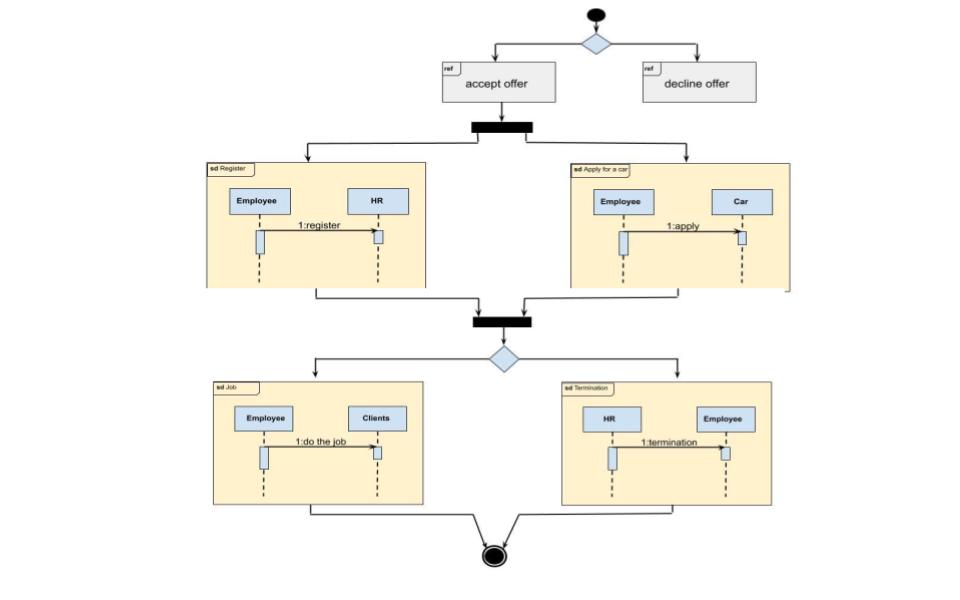 ref
accept offer
ref
decline offer
sd Register
Employee
HR
1:register
sd Apply for a car
Employee
Car
1:apply
sd Job
Employee
Clients
1:do the job
sd Termination
HR
Employee
1:termination